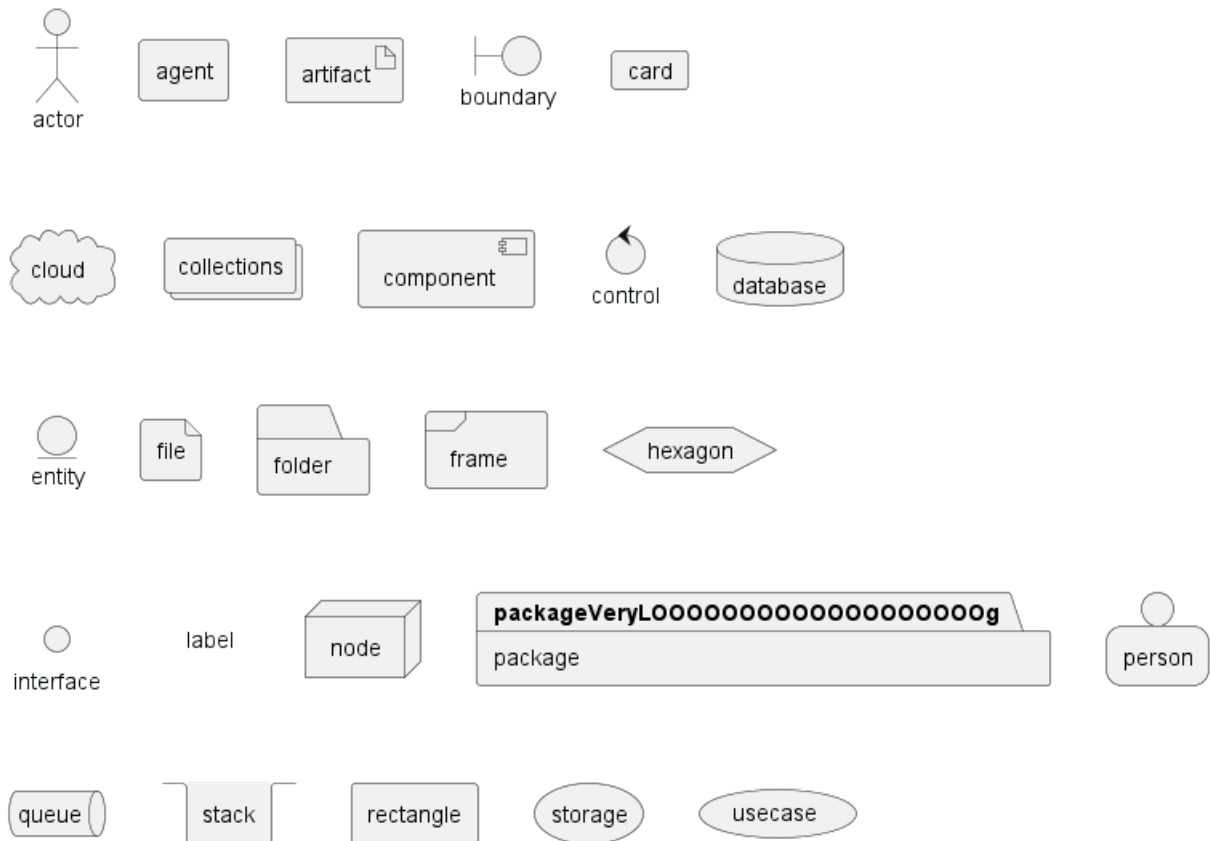 actor
agent
artifact
boundary
card
cloud
collections
component
control
database
entity
file
folder
frame
hexagon
interface
label
node
packageVeryLOOOOOOOOOOOOOOOOOOOg
package
person
queue
stack
rectangle
storage
usecase